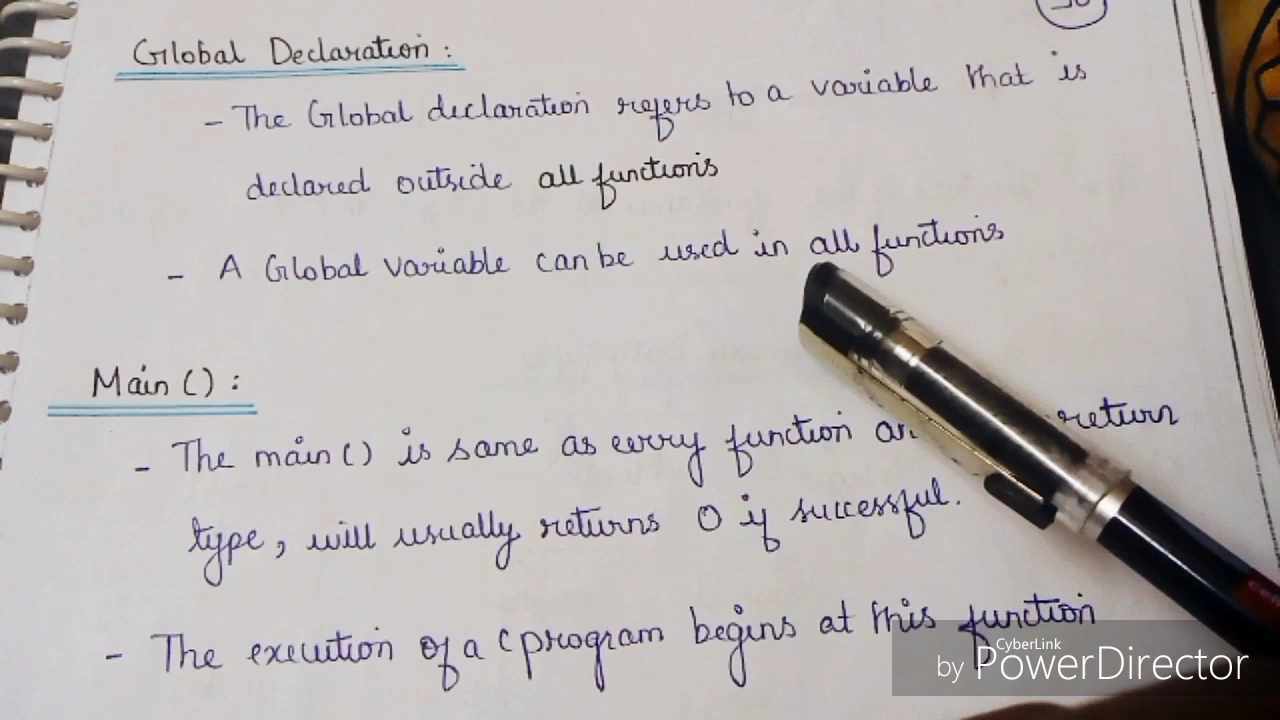 Global Declaration :
- The Global declaration refers to a variable that is
declared outside all functions
- A Global variable can be used in all functions
Main () :
- The main() is same as every function an return
type, will usually returns 0 if successful.
- The execution of a C program begins at this function
CyberLink
by PowerDirector